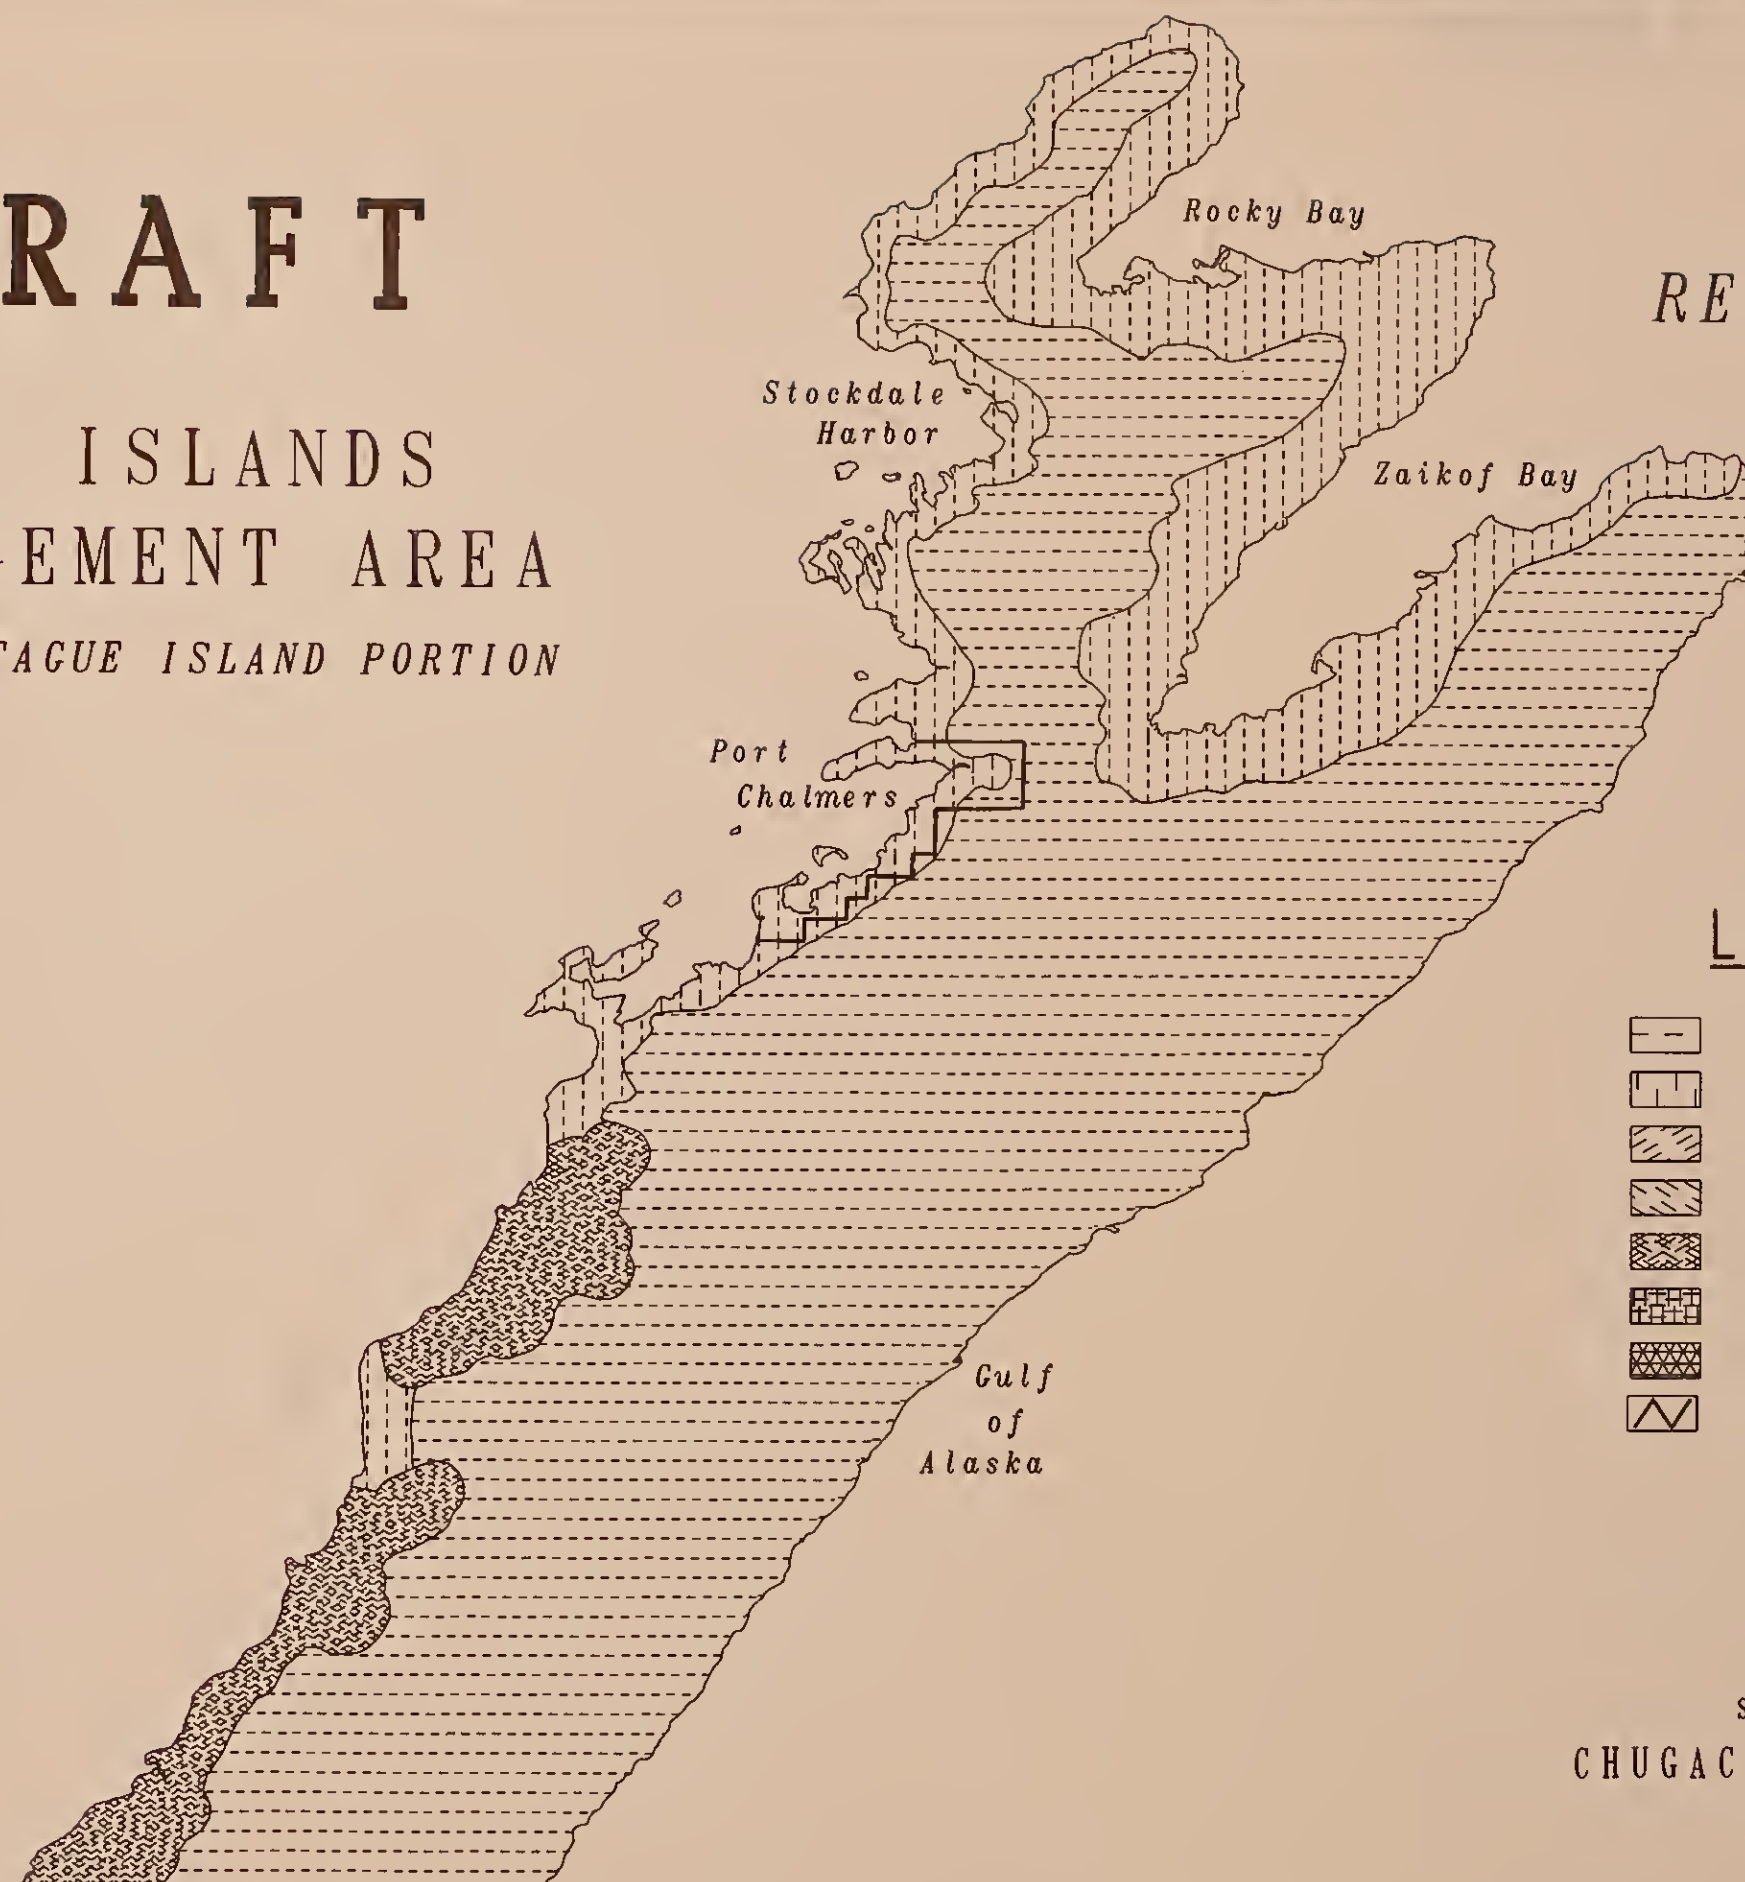 RAFT
ISLANDS
EMENT AREA
TAGUE ISLAND PORTION
Rocky Bay
RE
Stockdale
Harbor
Zaikof Bay
Port
Chalmers
L
Gulf
of
Alaska
S
CHUGAC